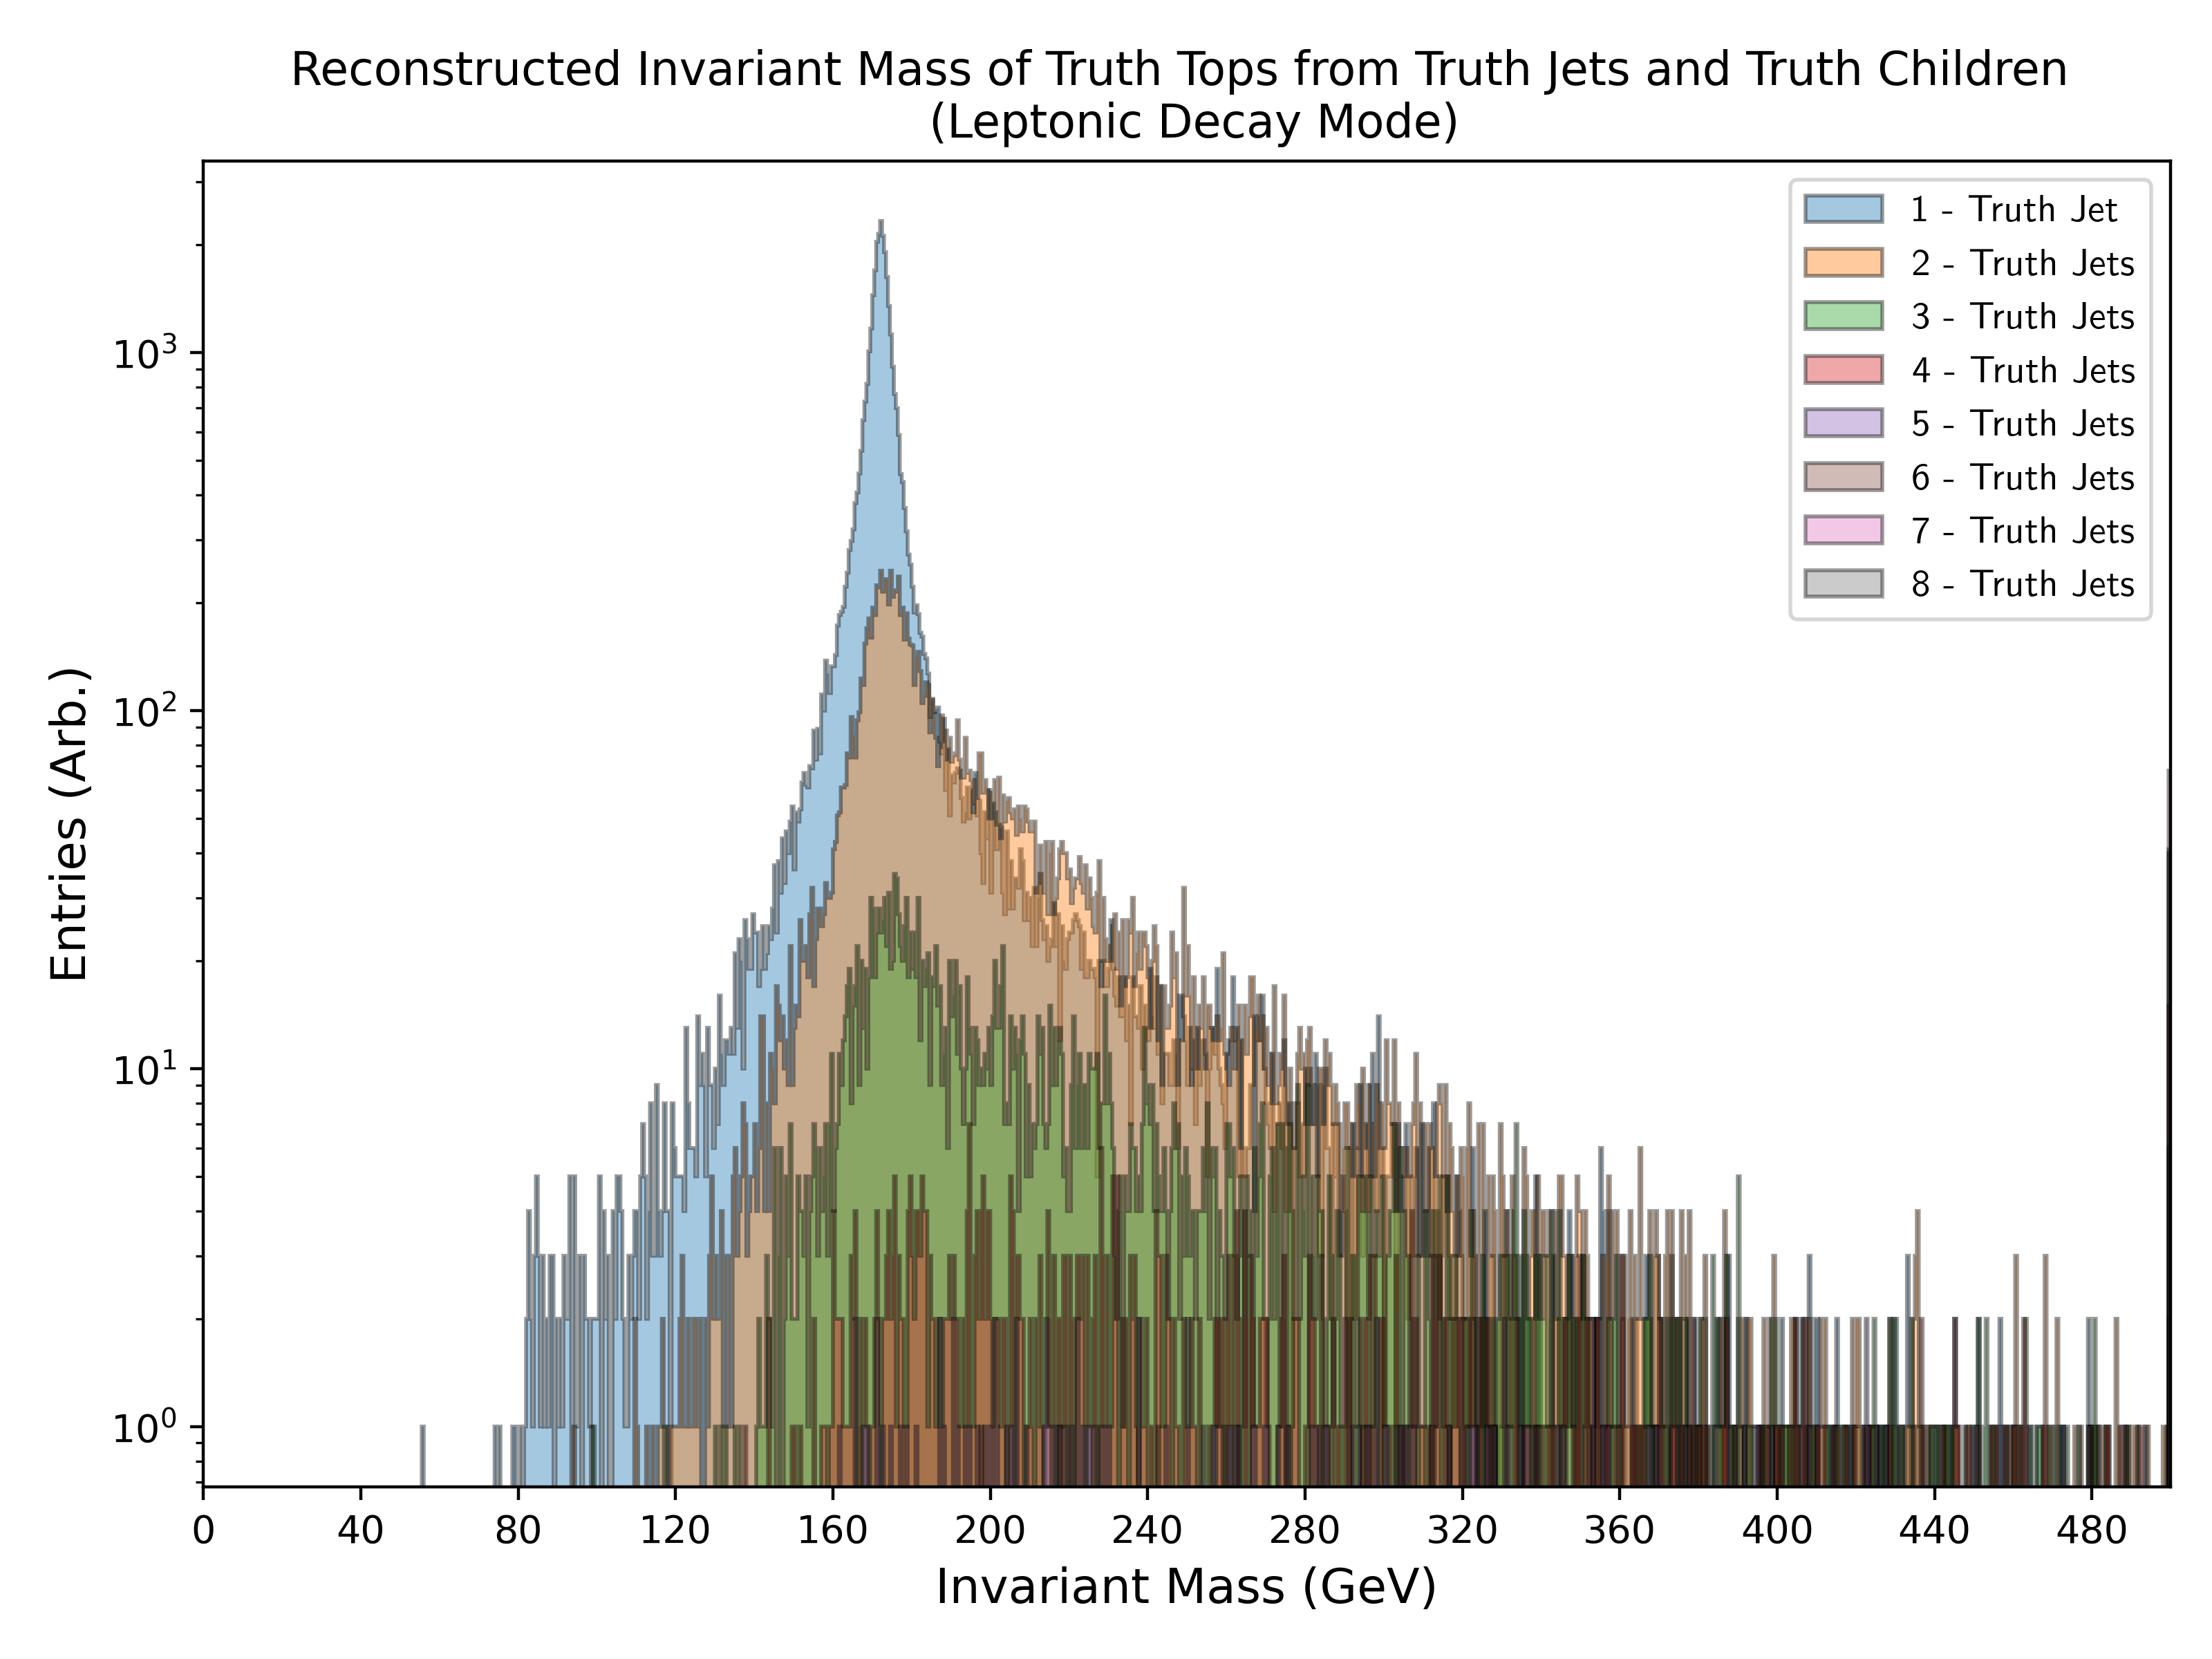 Reconstructed Invariant Mass of Truth Tops from Truth Jets and Truth Children
(Leptonic Decay Mode)
1 - Truth Jet
2 - Truth Jets
3 - Truth Jets
4 - Truth Jets
5 - Truth Jets
6 - Truth Jets
7 - Truth Jets
8 - Truth Jets
Entries (Arb.)
10³
10²
10¹
10⁰
0 40 80 120 160 200 240 280 320 360 400 440 480
Invariant Mass (GeV)